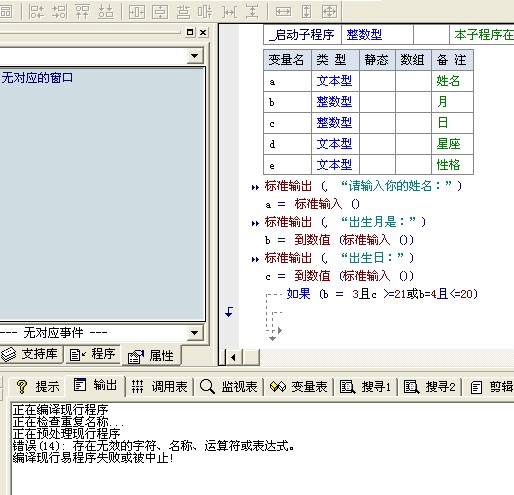 _启动子程序 整数型 本子程序在
变量名 类 型 静态 数组 备 注
a 文本型 姓名
b 整数型 月
c 整数型 日
d 文本型 星座
e 文本型 性格
标准输出 (, “请输入你的姓名：”)
a = 标准输入 ()
标准输出 (, “出生月是：”)
b = 到数值 (标准输入 ())
标准输出 (, “出生日：”)
c = 到数值 (标准输入 ())
如果 (b = 3且c >=21或b=4且<=20)
无对应的窗口
--- 无对应事件 ---
支持库 程序 属性
提示 输出 调用表 监视表 变量表 搜寻1 搜寻2 剪辑
正在编译现行程序
正在检查重复名称...
正在预处理现行程序
错误(14): 存在无效的字符、名称、运算符或表达式。
编译现行易程序失败或被中止!